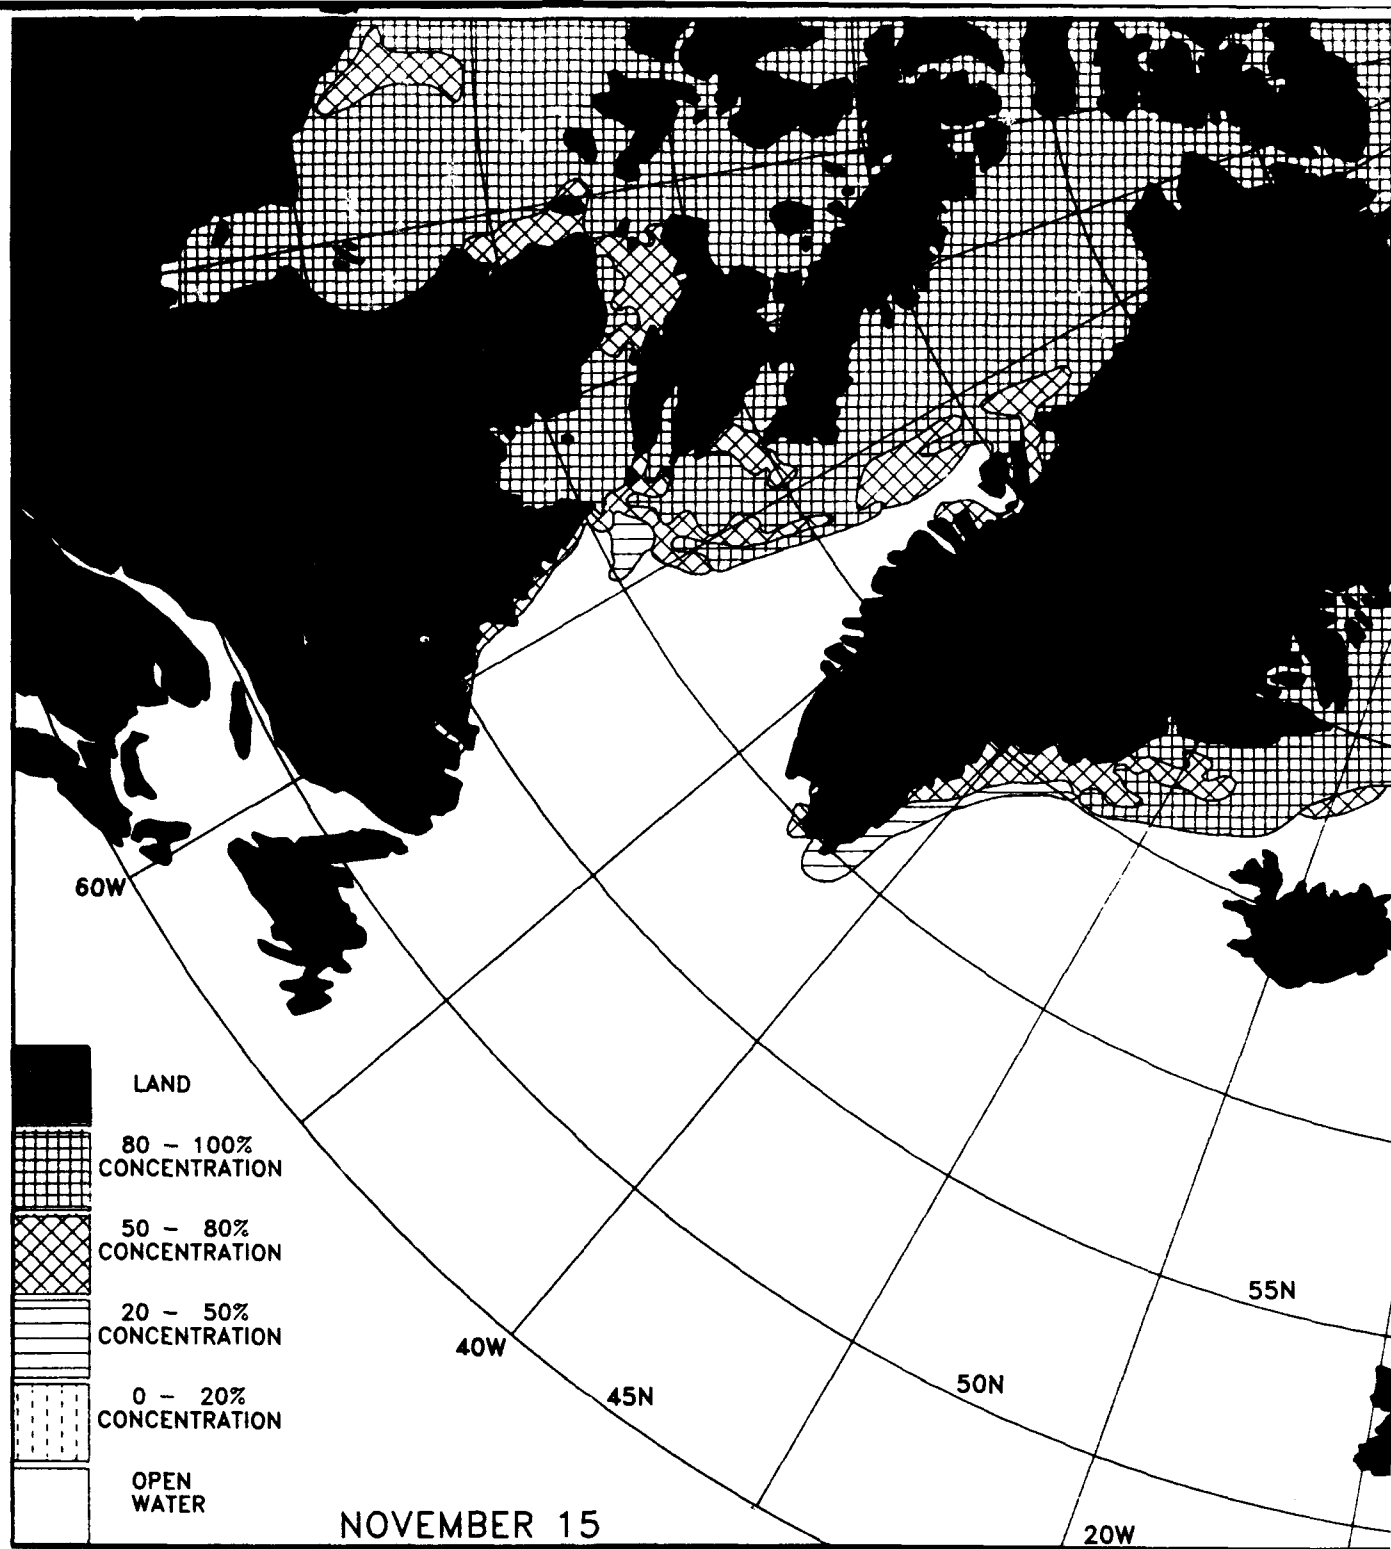 60W
LAND
80 - 100%
CONCENTRATION
50 - 80%
CONCENTRATION
20 - 50%
CONCENTRATION
0 - 20%
CONCENTRATION
OPEN
WATER
55N
40W
50N
45N
NOVEMBER 15
20W